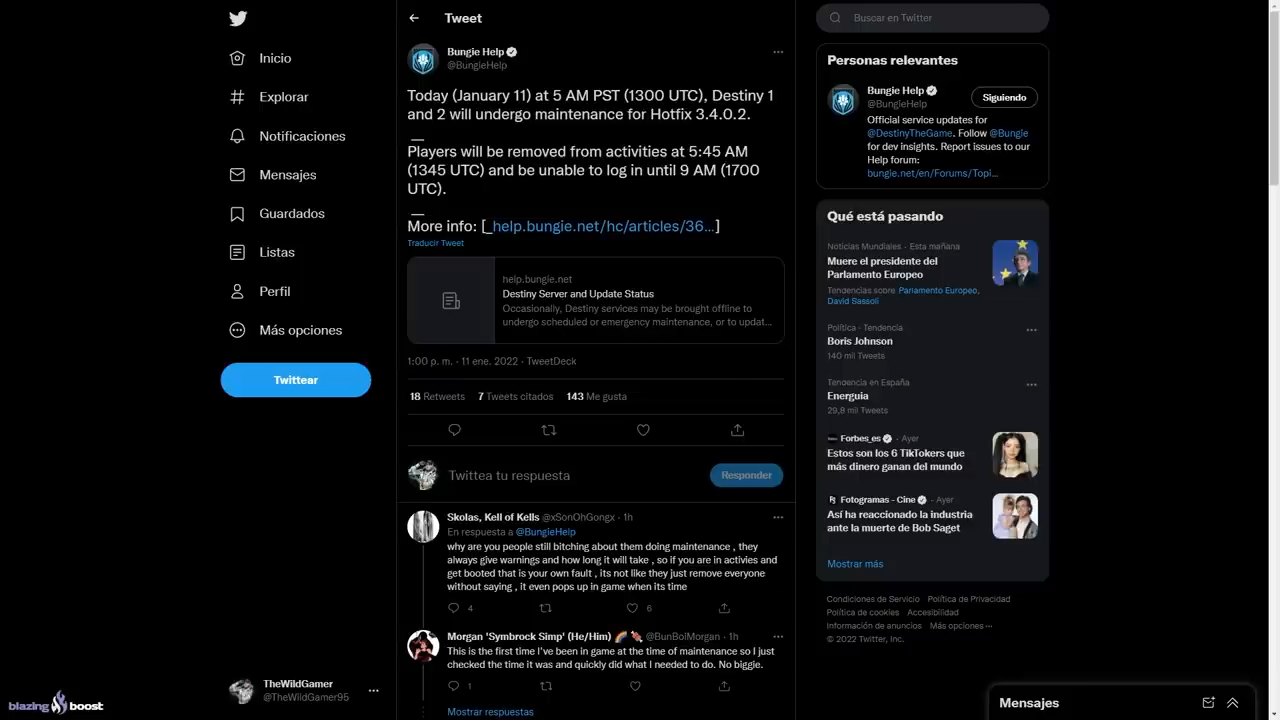 Inicio
Explorar
Notificaciones
Mensajes
Guardados
Listas
Perfil
Más opciones
Twittear
TheWildGamer
@TheWildGamer95
blazing boost
Tweet
Bungie Help
@BungieHelp
Today (January 11) at 5 AM PST (1300 UTC), Destiny 1
and 2 will undergo maintenance for Hotfix 3.4.0.2.
__
Players will be removed from activities at 5:45 AM
(1345 UTC) and be unable to log in until 9 AM (1700
UTC).
__
More info: [_help.bungie.net/hc/articles/36…]
Traducir Tweet
help.bungie.net
Destiny Server and Update Status
Occasionally, Destiny services may be brought offline to
undergo scheduled or emergency maintenance, or to updat...
1:00 p. m. · 11 ene. 2022 · TweetDeck
18 Retweets 7 Tweets citados 143 Me gusta
Twittea tu respuesta
Responder
Skolas, Kell of Kells @xSonOhGongx · 1h
En respuesta a @BungieHelp
why are you people still bitching about them doing maintenance , they
always give warnings and how long it will take , so if you are in activies and
get booted that is your own fault , its not like they just remove everyone
without saying , it even pops up in game when its time
4 6
Morgan 'Symbrock Simp' (He/Him) @BunBoiMorgan · 1h
This is the first time I've been in game at the time of maintenance so I just
checked the time it was and quickly did what I needed to do. No biggie.
1
Mostrar respuestas
Buscar en Twitter
Personas relevantes
Bungie Help
@BungieHelp
Siguiendo
Official service updates for
@DestinyTheGame. Follow @Bungie
for dev insights. Report issues to our
Help forum:
bungie.net/en/Forums/Topi…
Qué está pasando
Noticias Mundiales · Esta mañana
Muere el presidente del
Parlamento Europeo
Tendencias sobre Parlamento Europeo,
David Sassoli
Política · Tendencia
Boris Johnson
140 mil Tweets
Tendencia en España
Energuia
29,8 mil Tweets
Forbes_es · Ayer
Estos son los 6 TikTokers que
más dinero ganan del mundo
Fotogramas - Cine · Ayer
Así ha reaccionado la industria
ante la muerte de Bob Saget
Mostrar más
Condiciones de Servicio Política de Privacidad
Política de cookies Accesibilidad
Información de anuncios Más opciones ···
© 2022 Twitter, Inc.
Mensajes